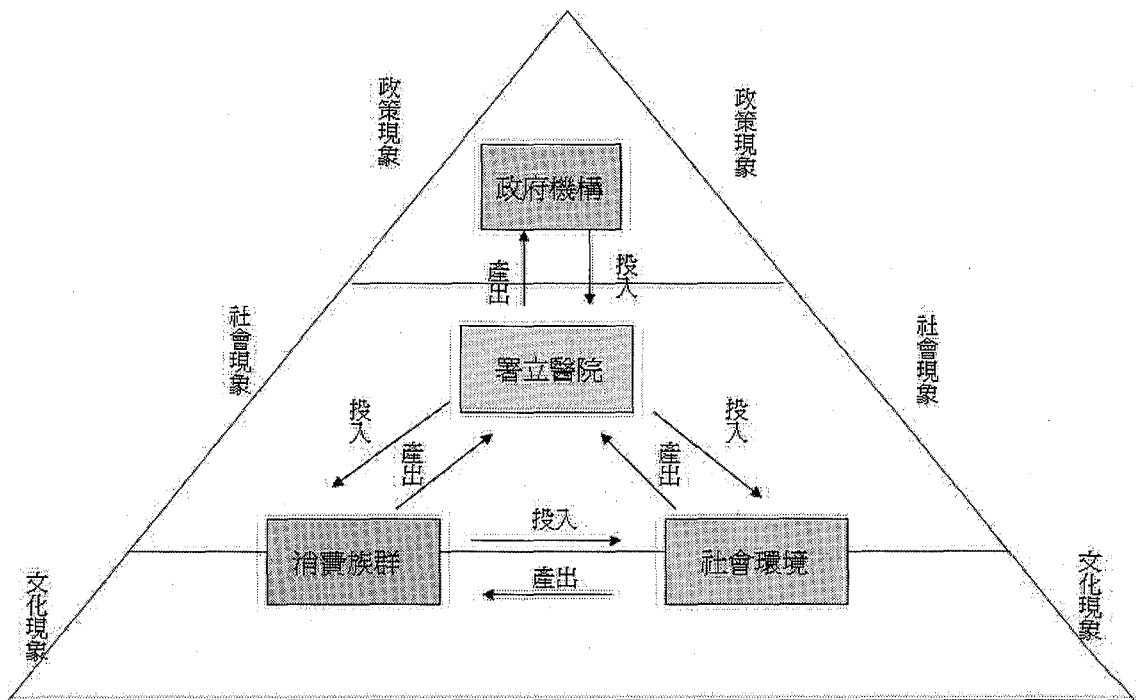 政策現象
政策現象
政府機構
產出
投入
社會現象
社會現象
署立醫院
投入
產出
產出
投入
消費族群
投入
產出
社會環境
文化現象
文化現象